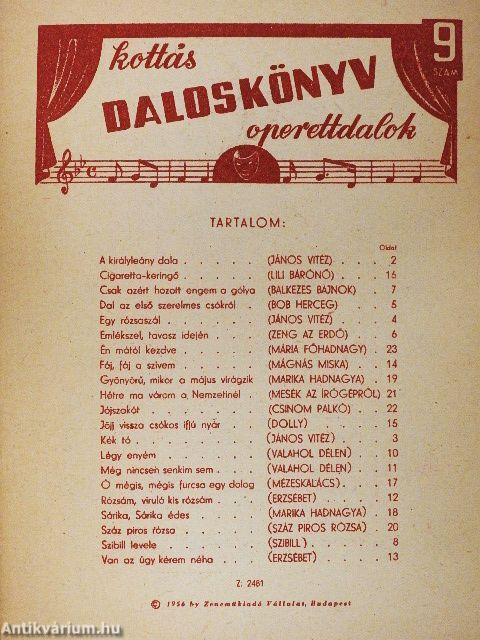 9
SZÁM
kottás
DALOSKÖNYV
operettdalok
TARTALOM:
Oldal
A királyleány dala . . . . . (JÁNOS VITÉZ) . . . 2
Cigaretta-keringő . . . . . (LILI BÁRÓNŐ) . . . 16
Csak azért hozott engem a gólya (BALKEZES BAJNOK) . . 7
Dal az első szerelmes csókról . . (BOB HERCEG) . . . 5
Egy rózsaszál . . . . . . (JÁNOS VITÉZ) . . . 4
Emlékszel, tavasz idején . . . (ZENG AZ ERDŐ) . . . 6
Én mától kezdve . . . . . (MÁRIA FŐHADNAGY) . 23
Fáj, fáj a szivem . . . . . (MÁGNÁS MISKA) . . . 14
Gyönyörű, mikor a május virágzik (MARIKA HADNAGYA) . 19
Hétre ma várom a Nemzetinél . . (MESÉK AZ ÍRÓGÉPRŐL) 21
Jójszakát . . . . . . . (CSINOM PALKÓ) . . . 22
Jöjj vissza csókos ifjú nyár . . (DOLLY) . . . . . 15
Kék tó . . . . . . . . (JÁNOS VITÉZ) . . . 3
Légy enyém . . . . . . (VALAHOL DÉLEN) . . 10
Még nincsen senkim sem . . . (VALAHOL DÉLEN) . . 11
Ó mégis, mégis furcsa egy dolog (MÉZESKALÁCS) . . . 17
Rózsám, viruló kis rózsám . . . (ERZSÉBET) . . . . 12
Sárika, Sárika édes . . . . (MARIKA HADNAGYA) . 18
Száz piros rózsa . . . . . (SZÁZ PIROS RÓZSA) . 20
Szibill levele . . . . . . (SZIBILL) . . . . . 8
Van az úgy kérem néha . . . (ERZSÉBET) . . . . 13
Z. 2461
© 1956 by Zeneműkiadó Vállalat, Budapest
Antikvárium.hu